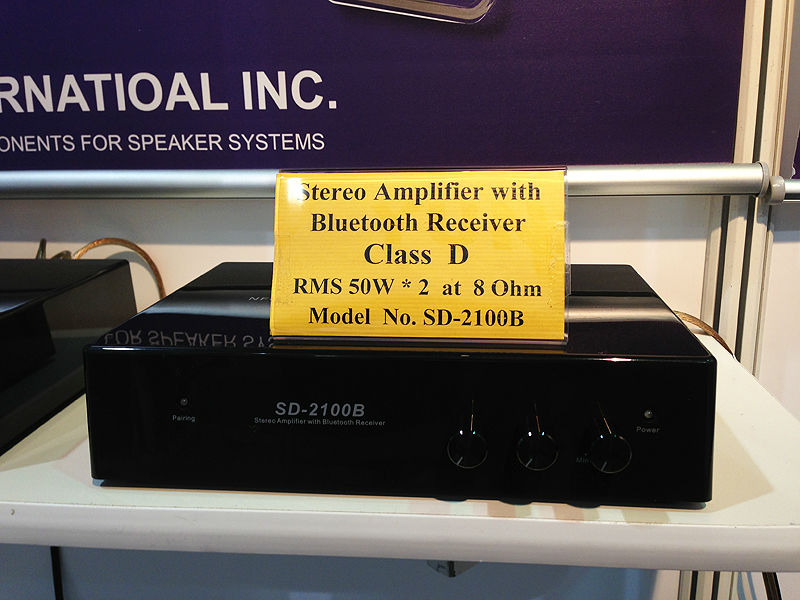 RNATIOAL INC.
ONENTS FOR SPEAKER SYSTEMS
Stereo Amplifier with
Bluetooth Receiver
Class D
RMS 50W * 2 at 8 Ohm
Model No. SD-2100B
Pairing
SD-2100B
Stereo Amplifier with Bluetooth Receiver
Min
Power